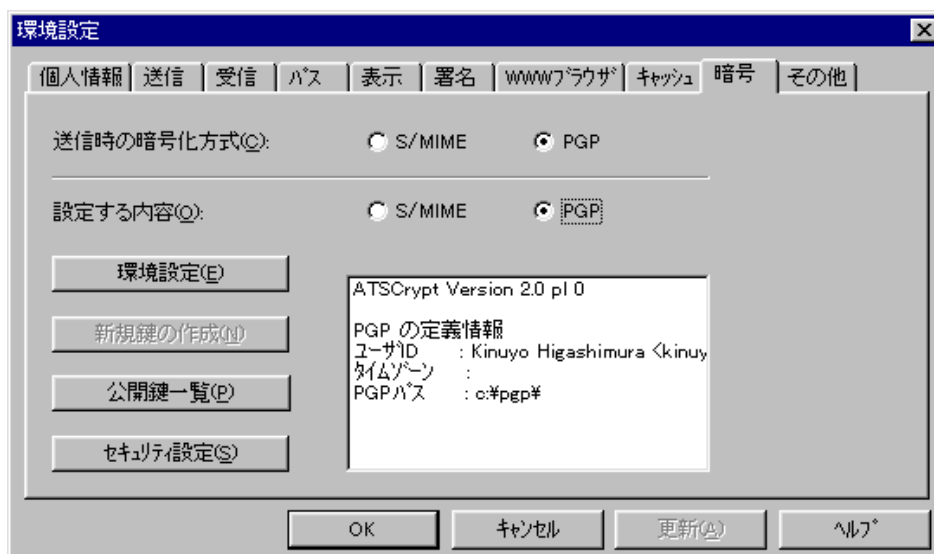 環境設定
個人情報 送信 受信 パス 表示 署名 WWWブラウザ キャッシュ 暗号 その他
送信時の暗号化方式(C): S/MIME PGP
設定する内容(O): S/MIME PGP
環境設定(E)
新規鍵の作成(N)
公開鍵一覧(P)
セキュリティ設定(S)
ATSCrypt Version 2.0 pl 0
PGP の定義情報
ユーザID : Kinuyo Higashimura <kinuy
タイムゾーン :
PGPパス : c:¥pgp¥
OK キャンセル 更新(A) ヘルプ